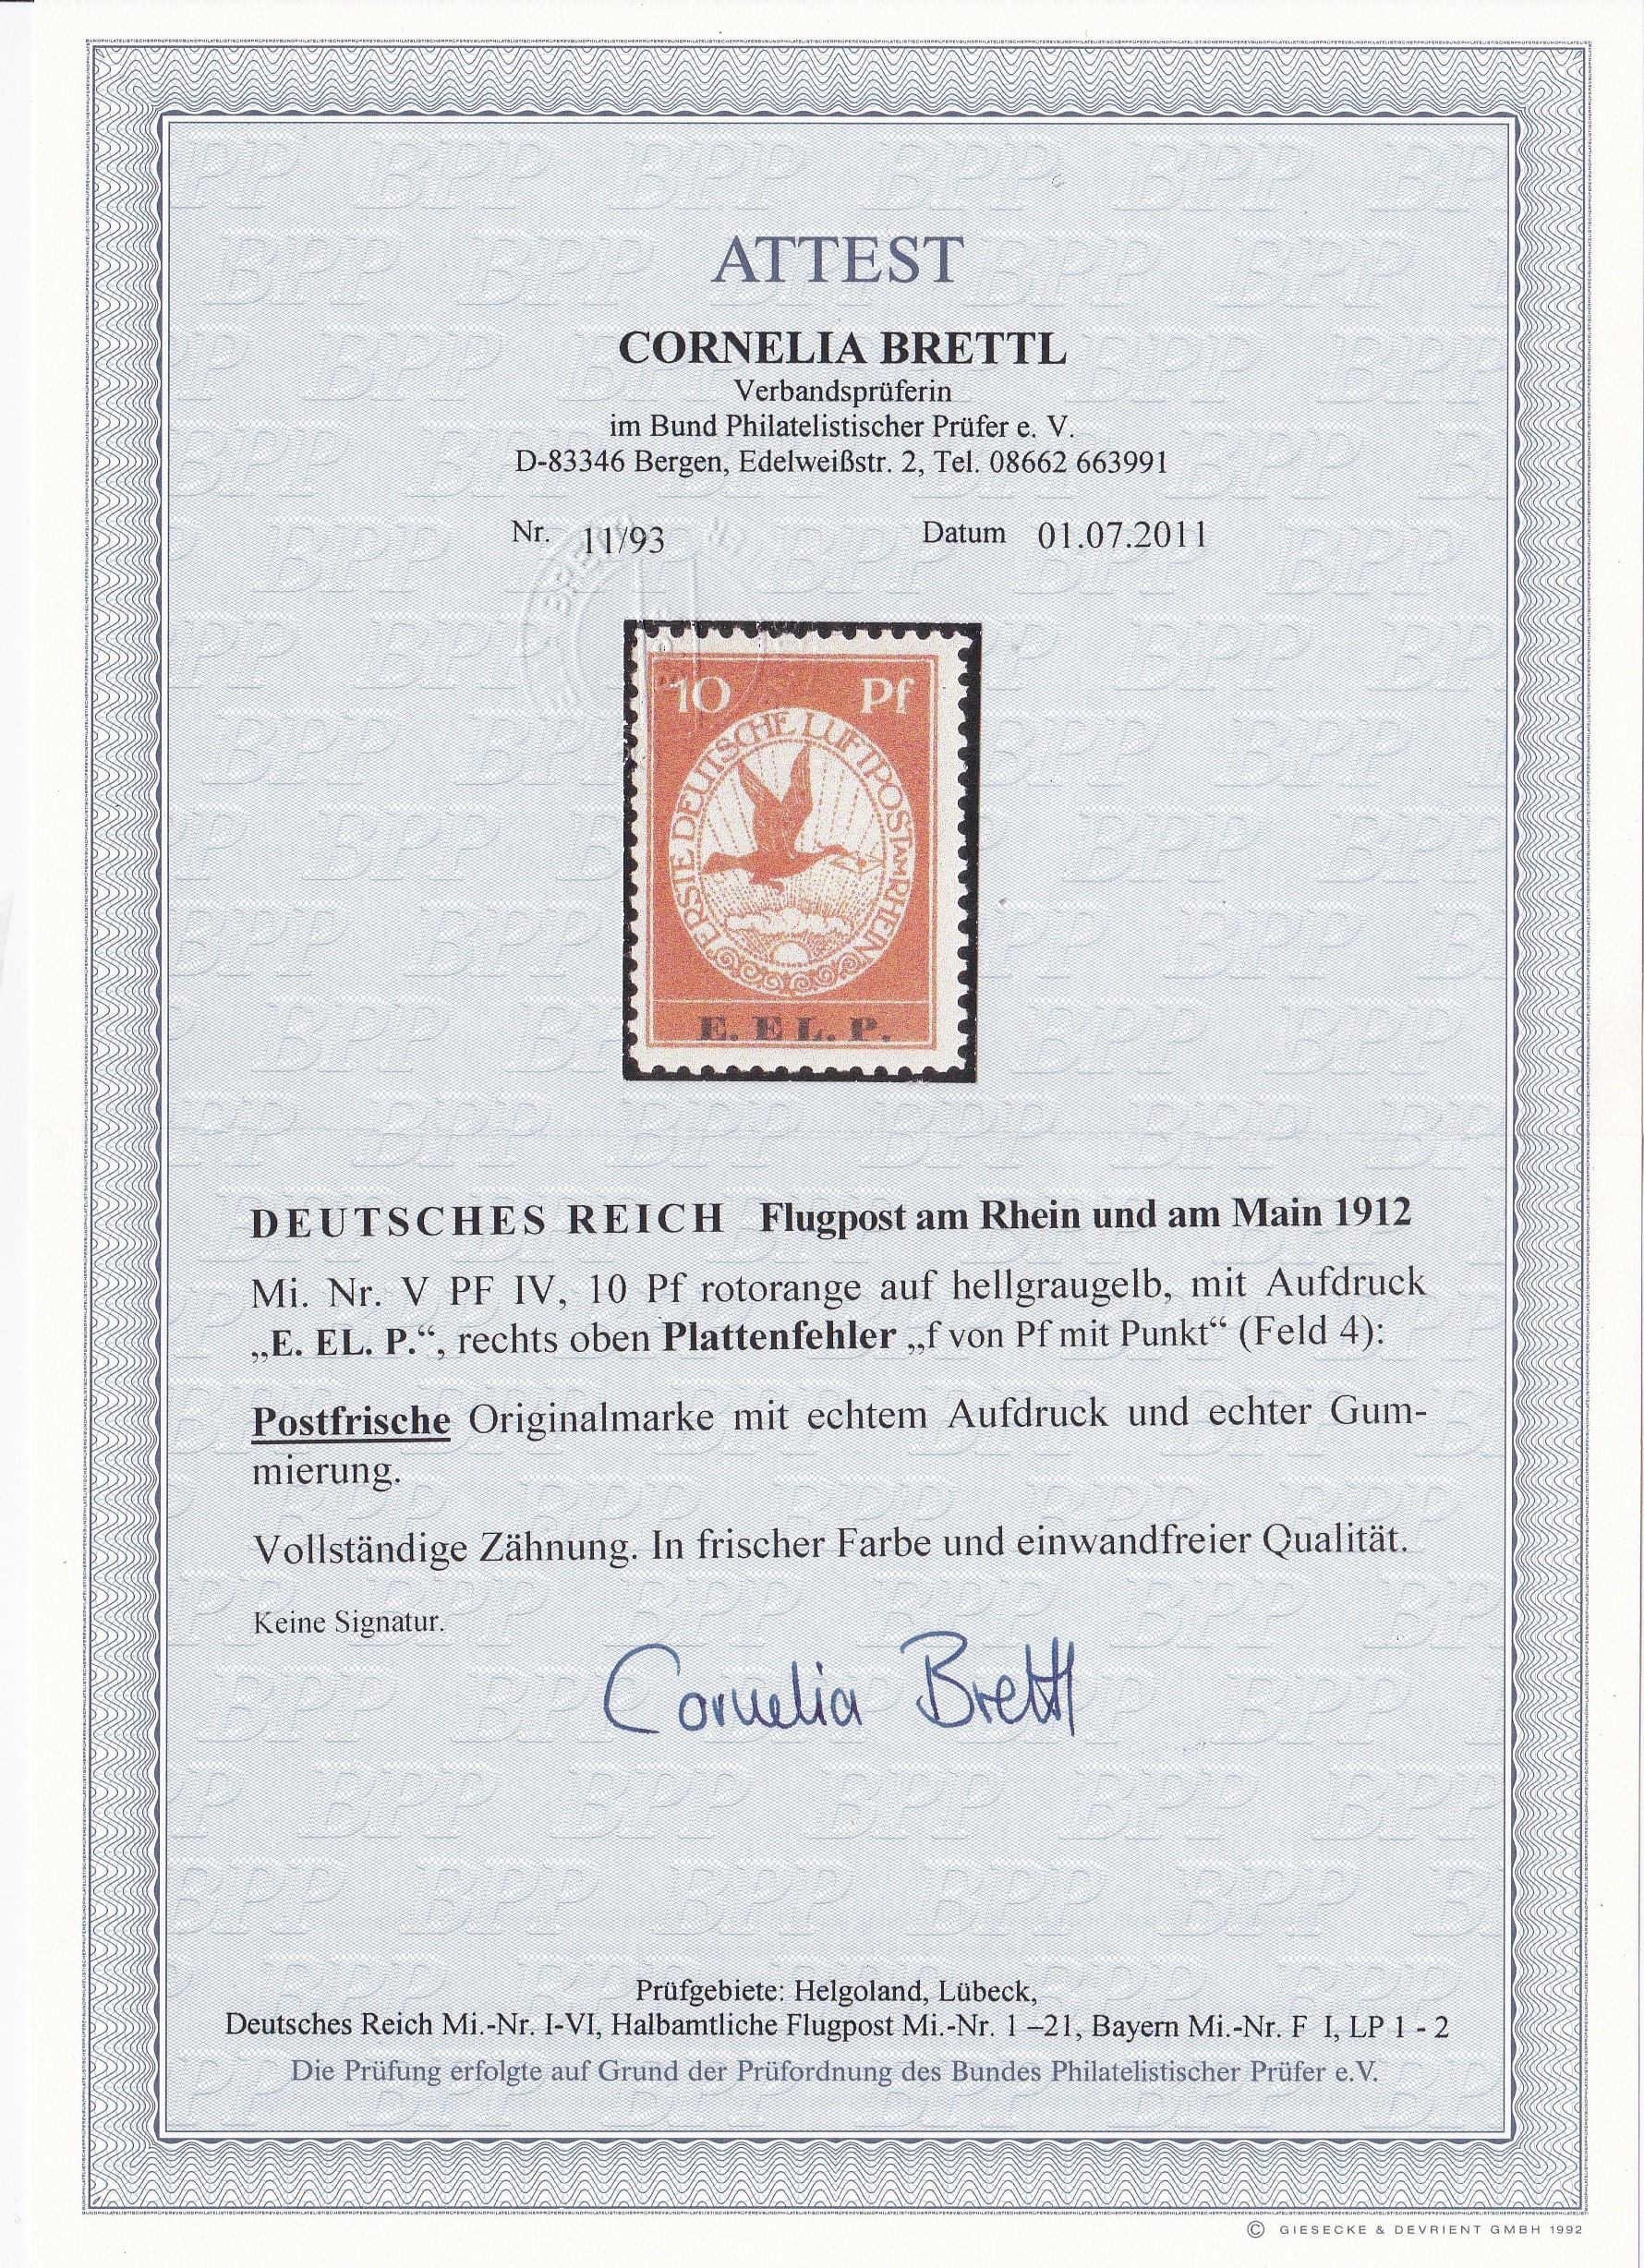 ATTEST
CORNELIA BRETTL
Verbandsprüferin
im Bund Philatelistischer Prüfer e. V.
D-83346 Bergen, Edelweißstr. 2, Tel. 08662 663991
Nr. 11/93 Datum 01.07.2011
10 Pf
ERSTE DEUTSCHE LUFTPOST AM RHEIN
E. EL. P.
DEUTSCHES REICH Flugpost am Rhein und am Main 1912
Mi. Nr. V PF IV, 10 Pf rotorange auf hellgraugelb, mit Aufdruck
„E. EL. P.“, rechts oben Plattenfehler „f von Pf mit Punkt“ (Feld 4):
Postfrische Originalmarke mit echtem Aufdruck und echter Gum-
mierung.
Vollständige Zähnung. In frischer Farbe und einwandfreier Qualität.
Keine Signatur.
Cornelia Brettl
Prüfgebiete: Helgoland, Lübeck,
Deutsches Reich Mi.-Nr. I-VI, Halbamtliche Flugpost Mi.-Nr. 1 –21, Bayern Mi.-Nr. F I, LP 1 - 2
Die Prüfung erfolgte auf Grund der Prüfordnung des Bundes Philatelistischer Prüfer e.V.
© GIESECKE & DEVRIENT GMBH 1992